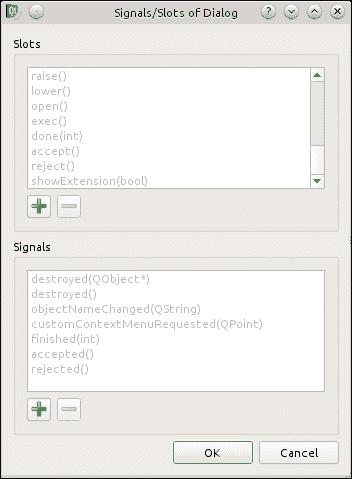 Signals/Slots of Dialog
Slots
raise()
lower()
open()
exec()
done(int)
accept()
reject()
showExtension(bool)
Signals
destroyed(QObject*)
destroyed()
objectNameChanged(QString)
customContextMenuRequested(QPoint)
finished(int)
accepted()
rejected()
OK
Cancel